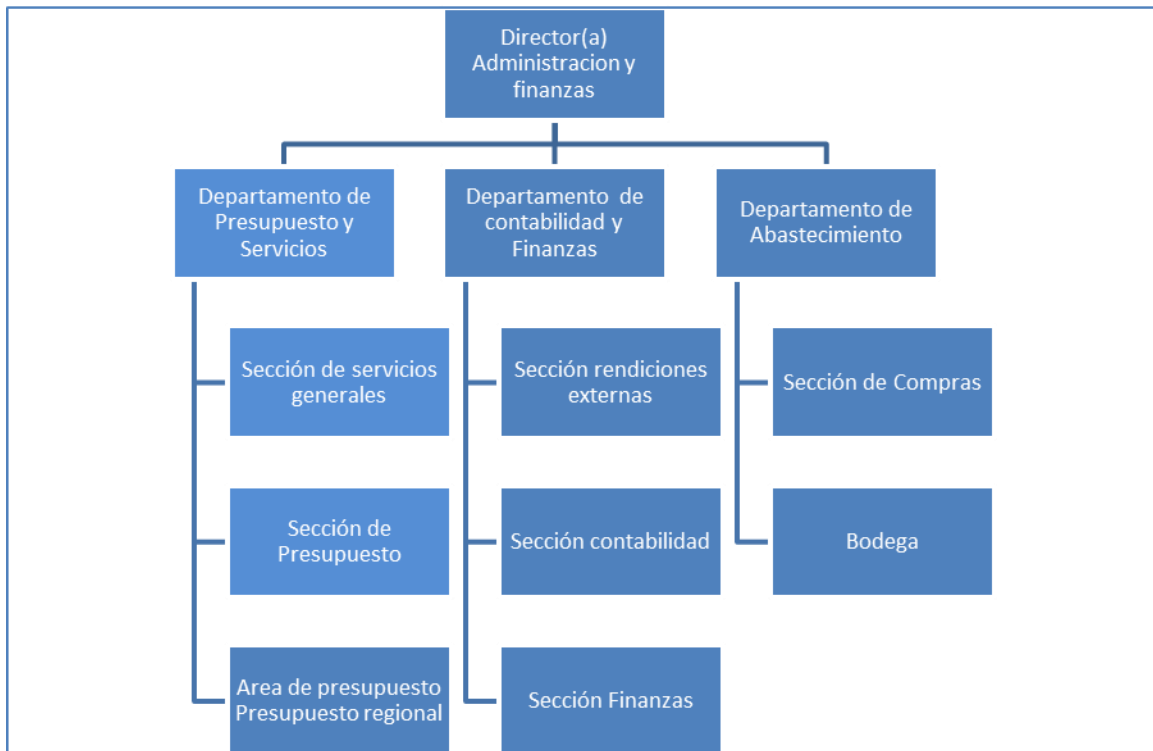 Director(a)
Administracion y
finanzas
Departamento de
Presupuesto y
Servicios
Departamento de
contabilidad y
Finanzas
Departamento de
Abastecimiento
Sección de servicios
generales
Sección rendiciones
externas
Sección de Compras
Sección de
Presupuesto
Sección contabilidad
Bodega
Area de presupuesto
Presupuesto regional
Sección Finanzas